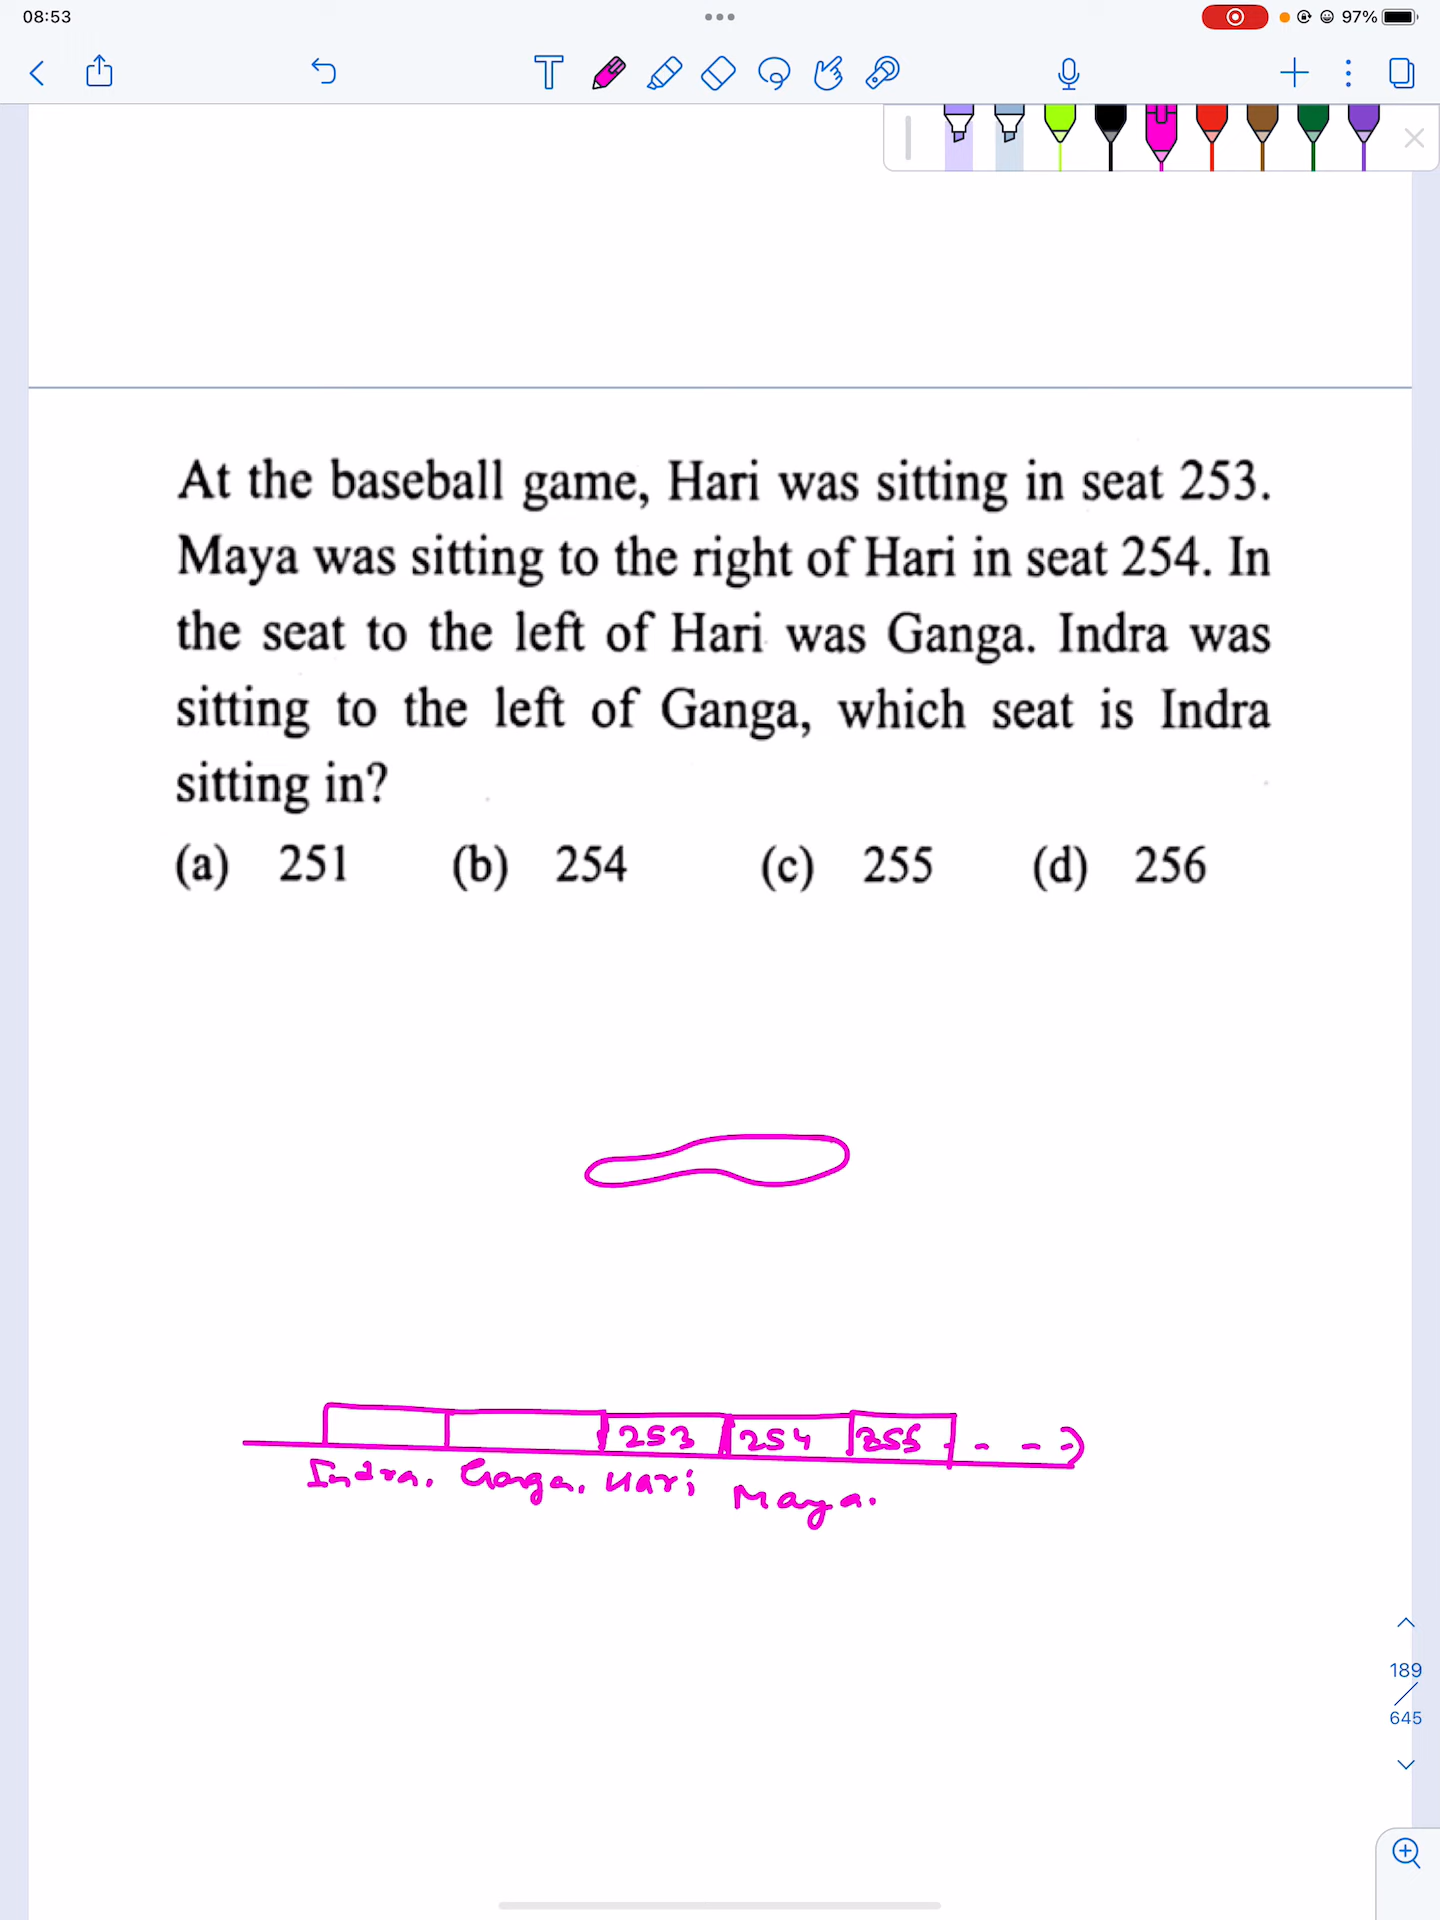 08:53
97%
At the baseball game, Hari was sitting in seat 253.
Maya was sitting to the right of Hari in seat 254. In
the seat to the left of Hari was Ganga. Indra was
sitting to the left of Ganga, which seat is Indra
sitting in?
(a) 251 (b) 254 (c) 255 (d) 256
253 254 255
Indra. Ganga. Hari Maya.
189
645